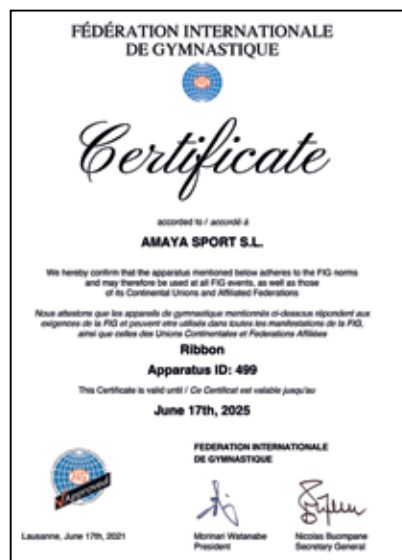 FÉDÉRATION INTERNATIONALE
DE GYMNASTIQUE
Certificate
accorded to / accordé à
AMAYA SPORT S.L.
We hereby confirm that the apparatus mentioned below adheres to the FIG norms
and may therefore be used at all FIG events, as well as those
of its Continental Unions and Affiliated Federations
Nous attestons que les appareils de gymnastique mentionnés ci-dessous répondent aux
exigences de la FIG et peuvent être utilisés dans toutes les manifestations de la FIG,
ainsi que celles des Unions Continentales et Federations Affiliées
Ribbon
Apparatus ID: 499
This Certificate is valid until / Ce Certificat est valable jusqu'au
June 17th, 2025
FEDERATION INTERNATIONALE
DE GYMNASTIQUE
Approved
Lausanne, June 17th, 2021
Morinari Watanabe
President
Nicolas Buompane
Secretary General